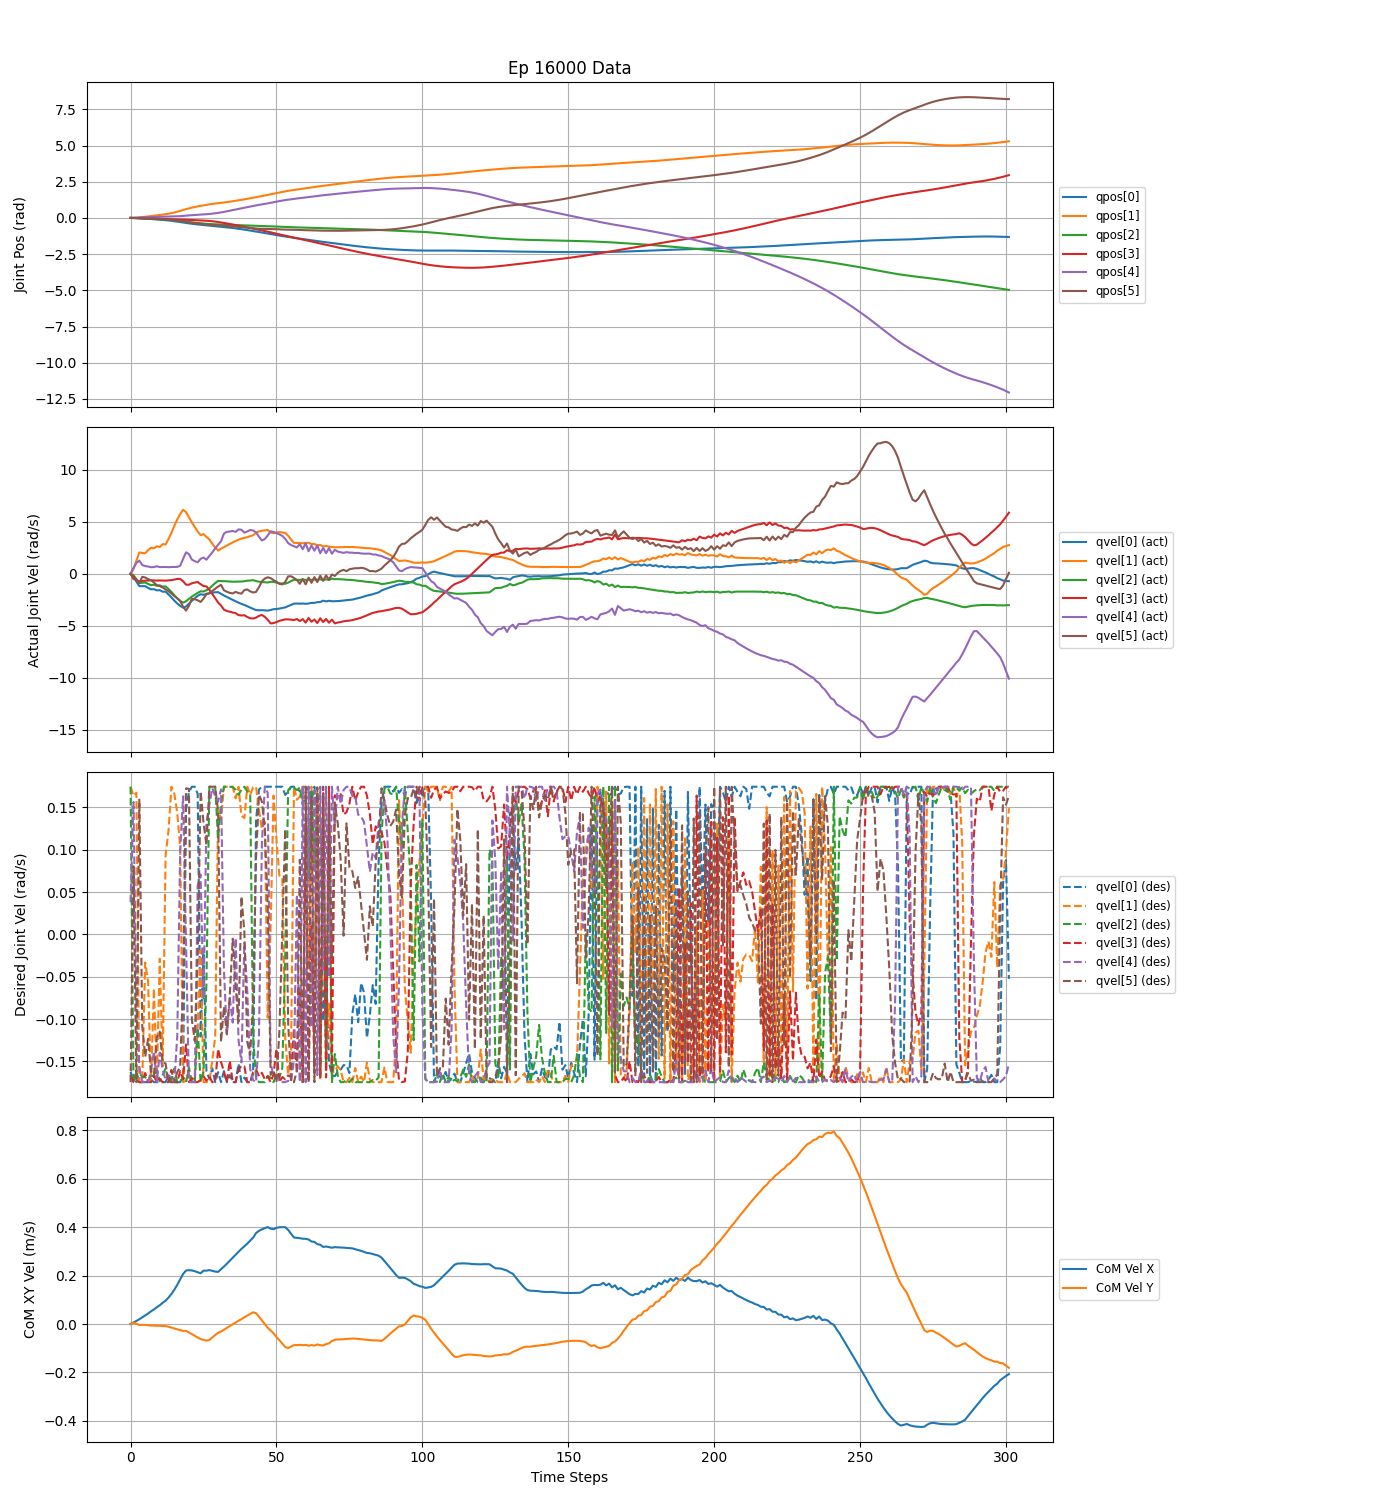 Ep 16000 Data
Joint Pos (rad)
7.5
5.0
2.5
0.0
−2.5
−5.0
−7.5
−10.0
−12.5
qpos[0]
qpos[1]
qpos[2]
qpos[3]
qpos[4]
qpos[5]
Actual Joint Vel (rad/s)
10
5
0
−5
−10
−15
qvel[0] (act)
qvel[1] (act)
qvel[2] (act)
qvel[3] (act)
qvel[4] (act)
qvel[5] (act)
Desired Joint Vel (rad/s)
0.15
0.10
0.05
0.00
−0.05
−0.10
−0.15
qvel[0] (des)
qvel[1] (des)
qvel[2] (des)
qvel[3] (des)
qvel[4] (des)
qvel[5] (des)
CoM XY Vel (m/s)
0.8
0.6
0.4
0.2
0.0
−0.2
−0.4
CoM Vel X
CoM Vel Y
0 50 100 150 200 250 300
Time Steps